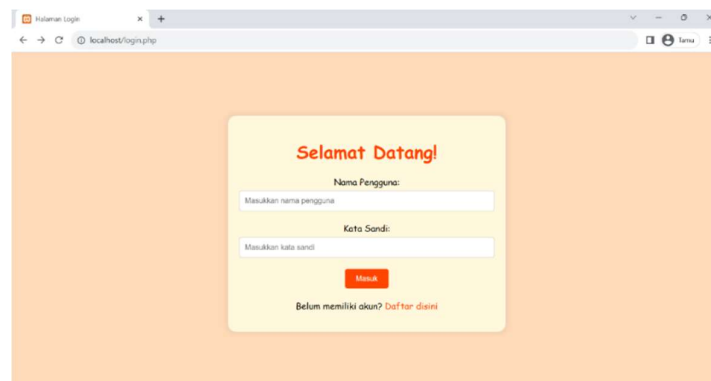 Halaman Login
localhost/login.php
Tamu
Selamat Datang!
Nama Pengguna:
Masukkan nama pengguna
Kata Sandi:
Masukkan kata sandi
Masuk
Belum memiliki akun? Daftar disini